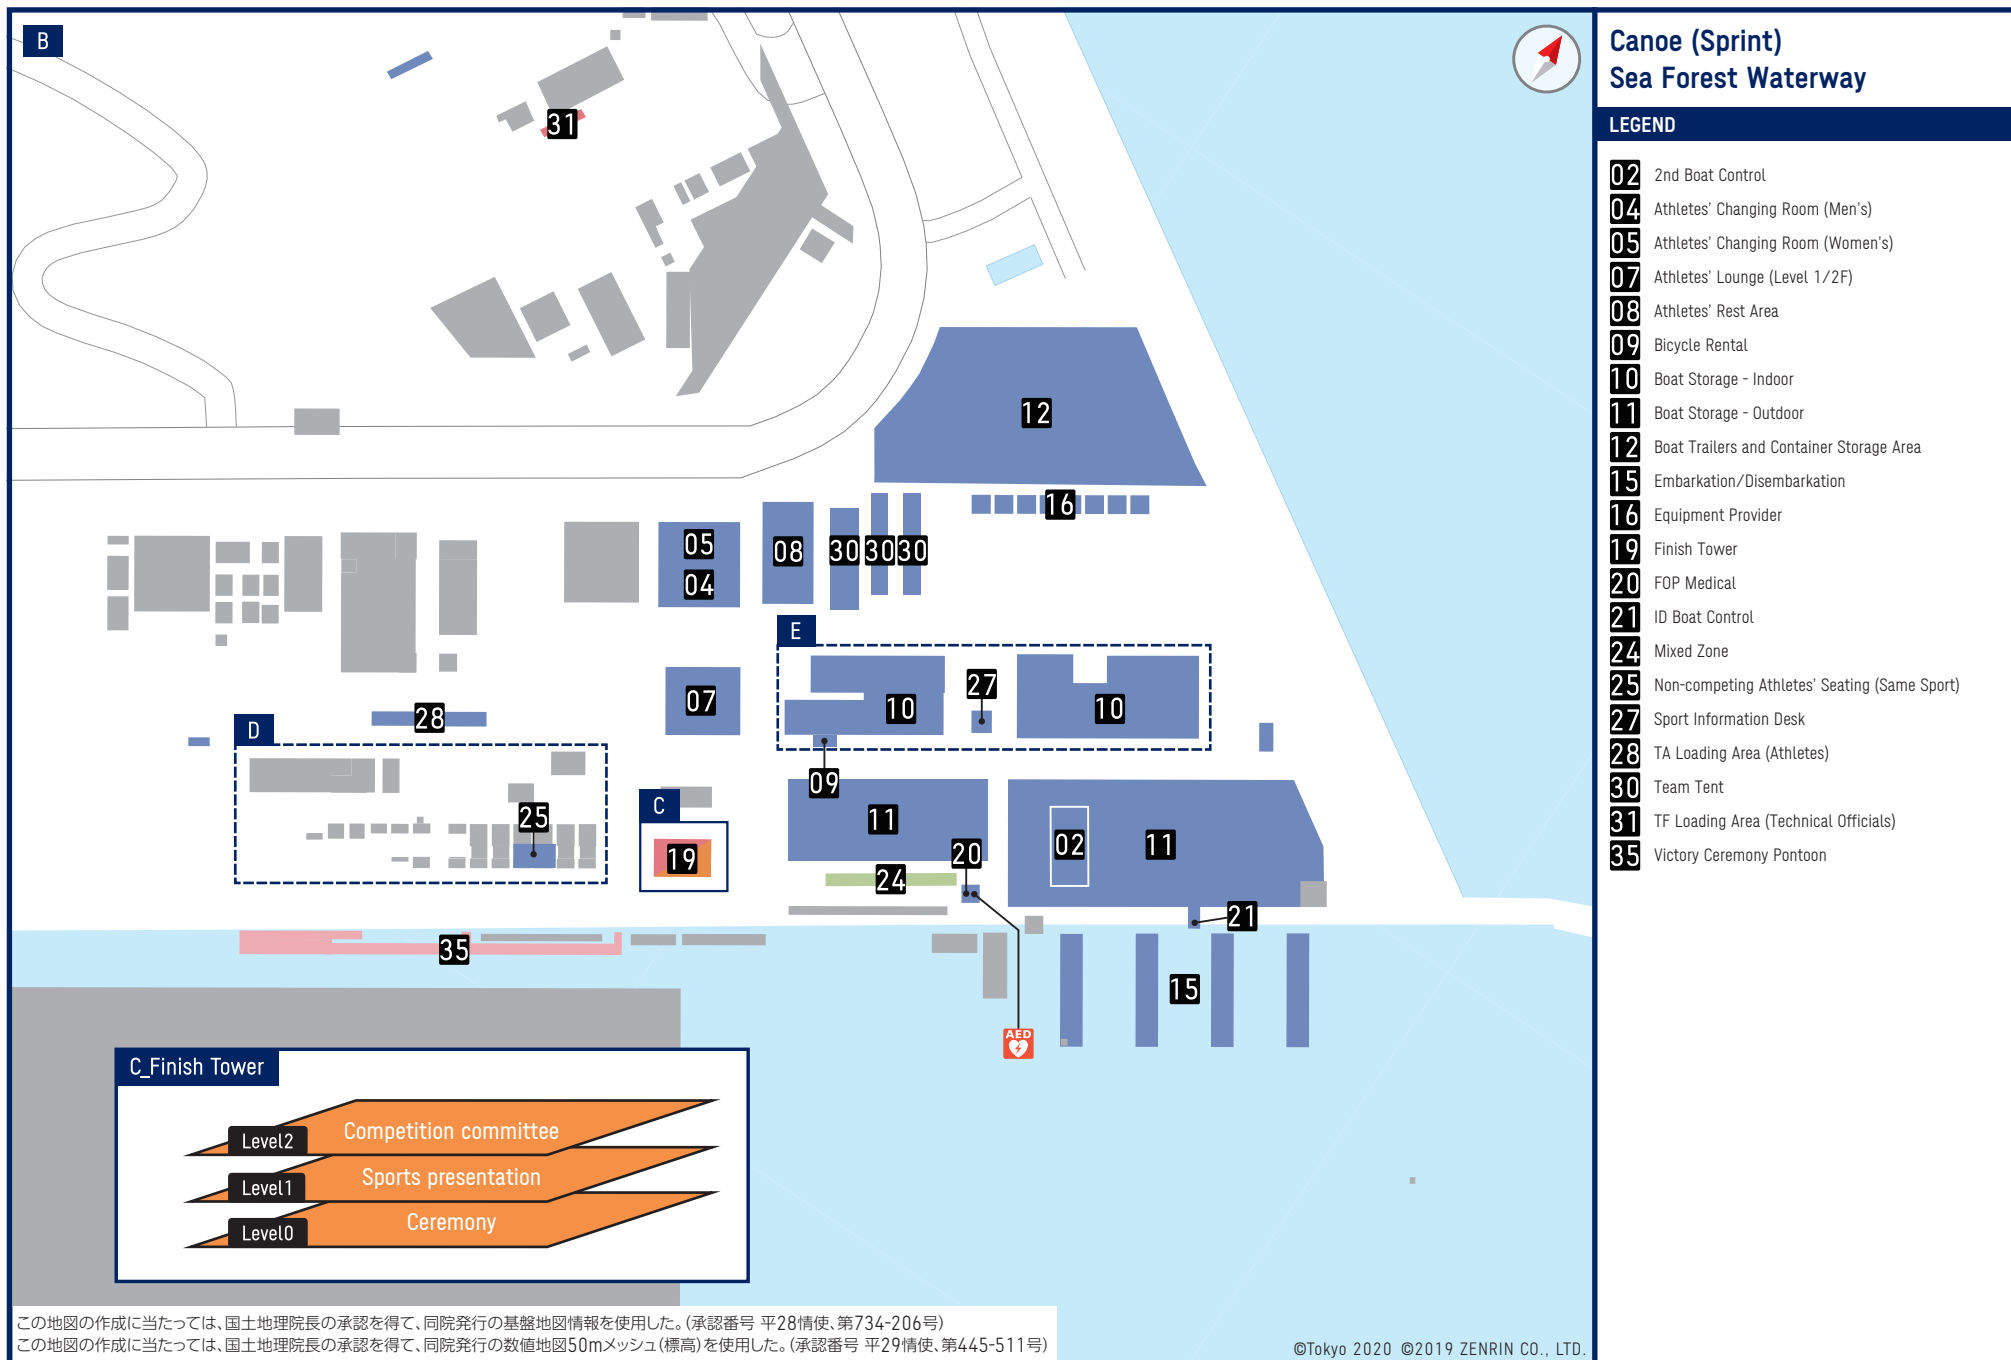 B
Canoe (Sprint)
Sea Forest Waterway
LEGEND
02 2nd Boat Control
04 Athletes' Changing Room (Men's)
05 Athletes' Changing Room (Women's)
07 Athletes' Lounge (Level 1/2F)
08 Athletes' Rest Area
09 Bicycle Rental
10 Boat Storage - Indoor
11 Boat Storage - Outdoor
12 Boat Trailers and Container Storage Area
15 Embarkation/Disembarkation
16 Equipment Provider
19 Finish Tower
20 FOP Medical
21 ID Boat Control
24 Mixed Zone
25 Non-competing Athletes' Seating (Same Sport)
27 Sport Information Desk
28 TA Loading Area (Athletes)
30 Team Tent
31 TF Loading Area (Technical Officials)
35 Victory Ceremony Pontoon
31
12
16
05
04
08
30
30
30
E
07
10
27
10
28
D
09
C
25
11
02
11
19
20
24
21
35
15
AED
C_Finish Tower
Level2 Competition committee
Level1 Sports presentation
Level0 Ceremony
この地図の作成に当たっては、国土地理院長の承認を得て、同院発行の基盤地図情報を使用した。(承認番号 平28情使、第734-206号)
この地図の作成に当たっては、国土地理院長の承認を得て、同院発行の数値地図50mメッシュ(標高)を使用した。(承認番号 平29情使、第445-511号)
©Tokyo 2020 ©2019 ZENRIN CO., LTD.